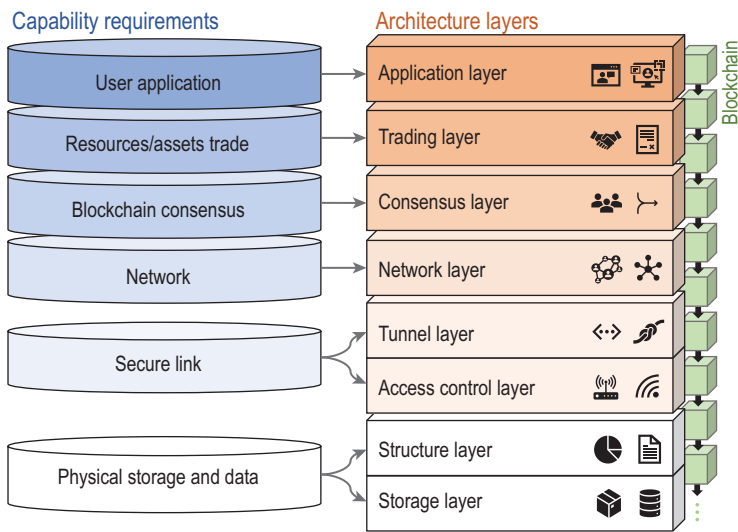 Capability requirements
Architecture layers
Blockchain
User application
Application layer
Resources/assets trade
Trading layer
Blockchain consensus
Consensus layer
Network
Network layer
Secure link
Tunnel layer
Access control layer
Physical storage and data
Structure layer
Storage layer